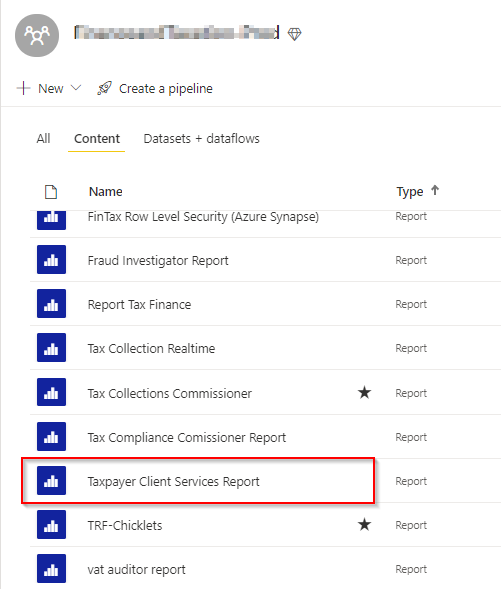 New
Create a pipeline
All Content Datasets + dataflows
Name Type
FinTax Row Level Security (Azure Synapse) Report
Fraud Investigator Report Report
Report Tax Finance Report
Tax Collection Realtime Report
Tax Collections Commissioner Report
Tax Compliance Comissioner Report Report
Taxpayer Client Services Report Report
TRF-Chicklets Report
vat auditor report Report